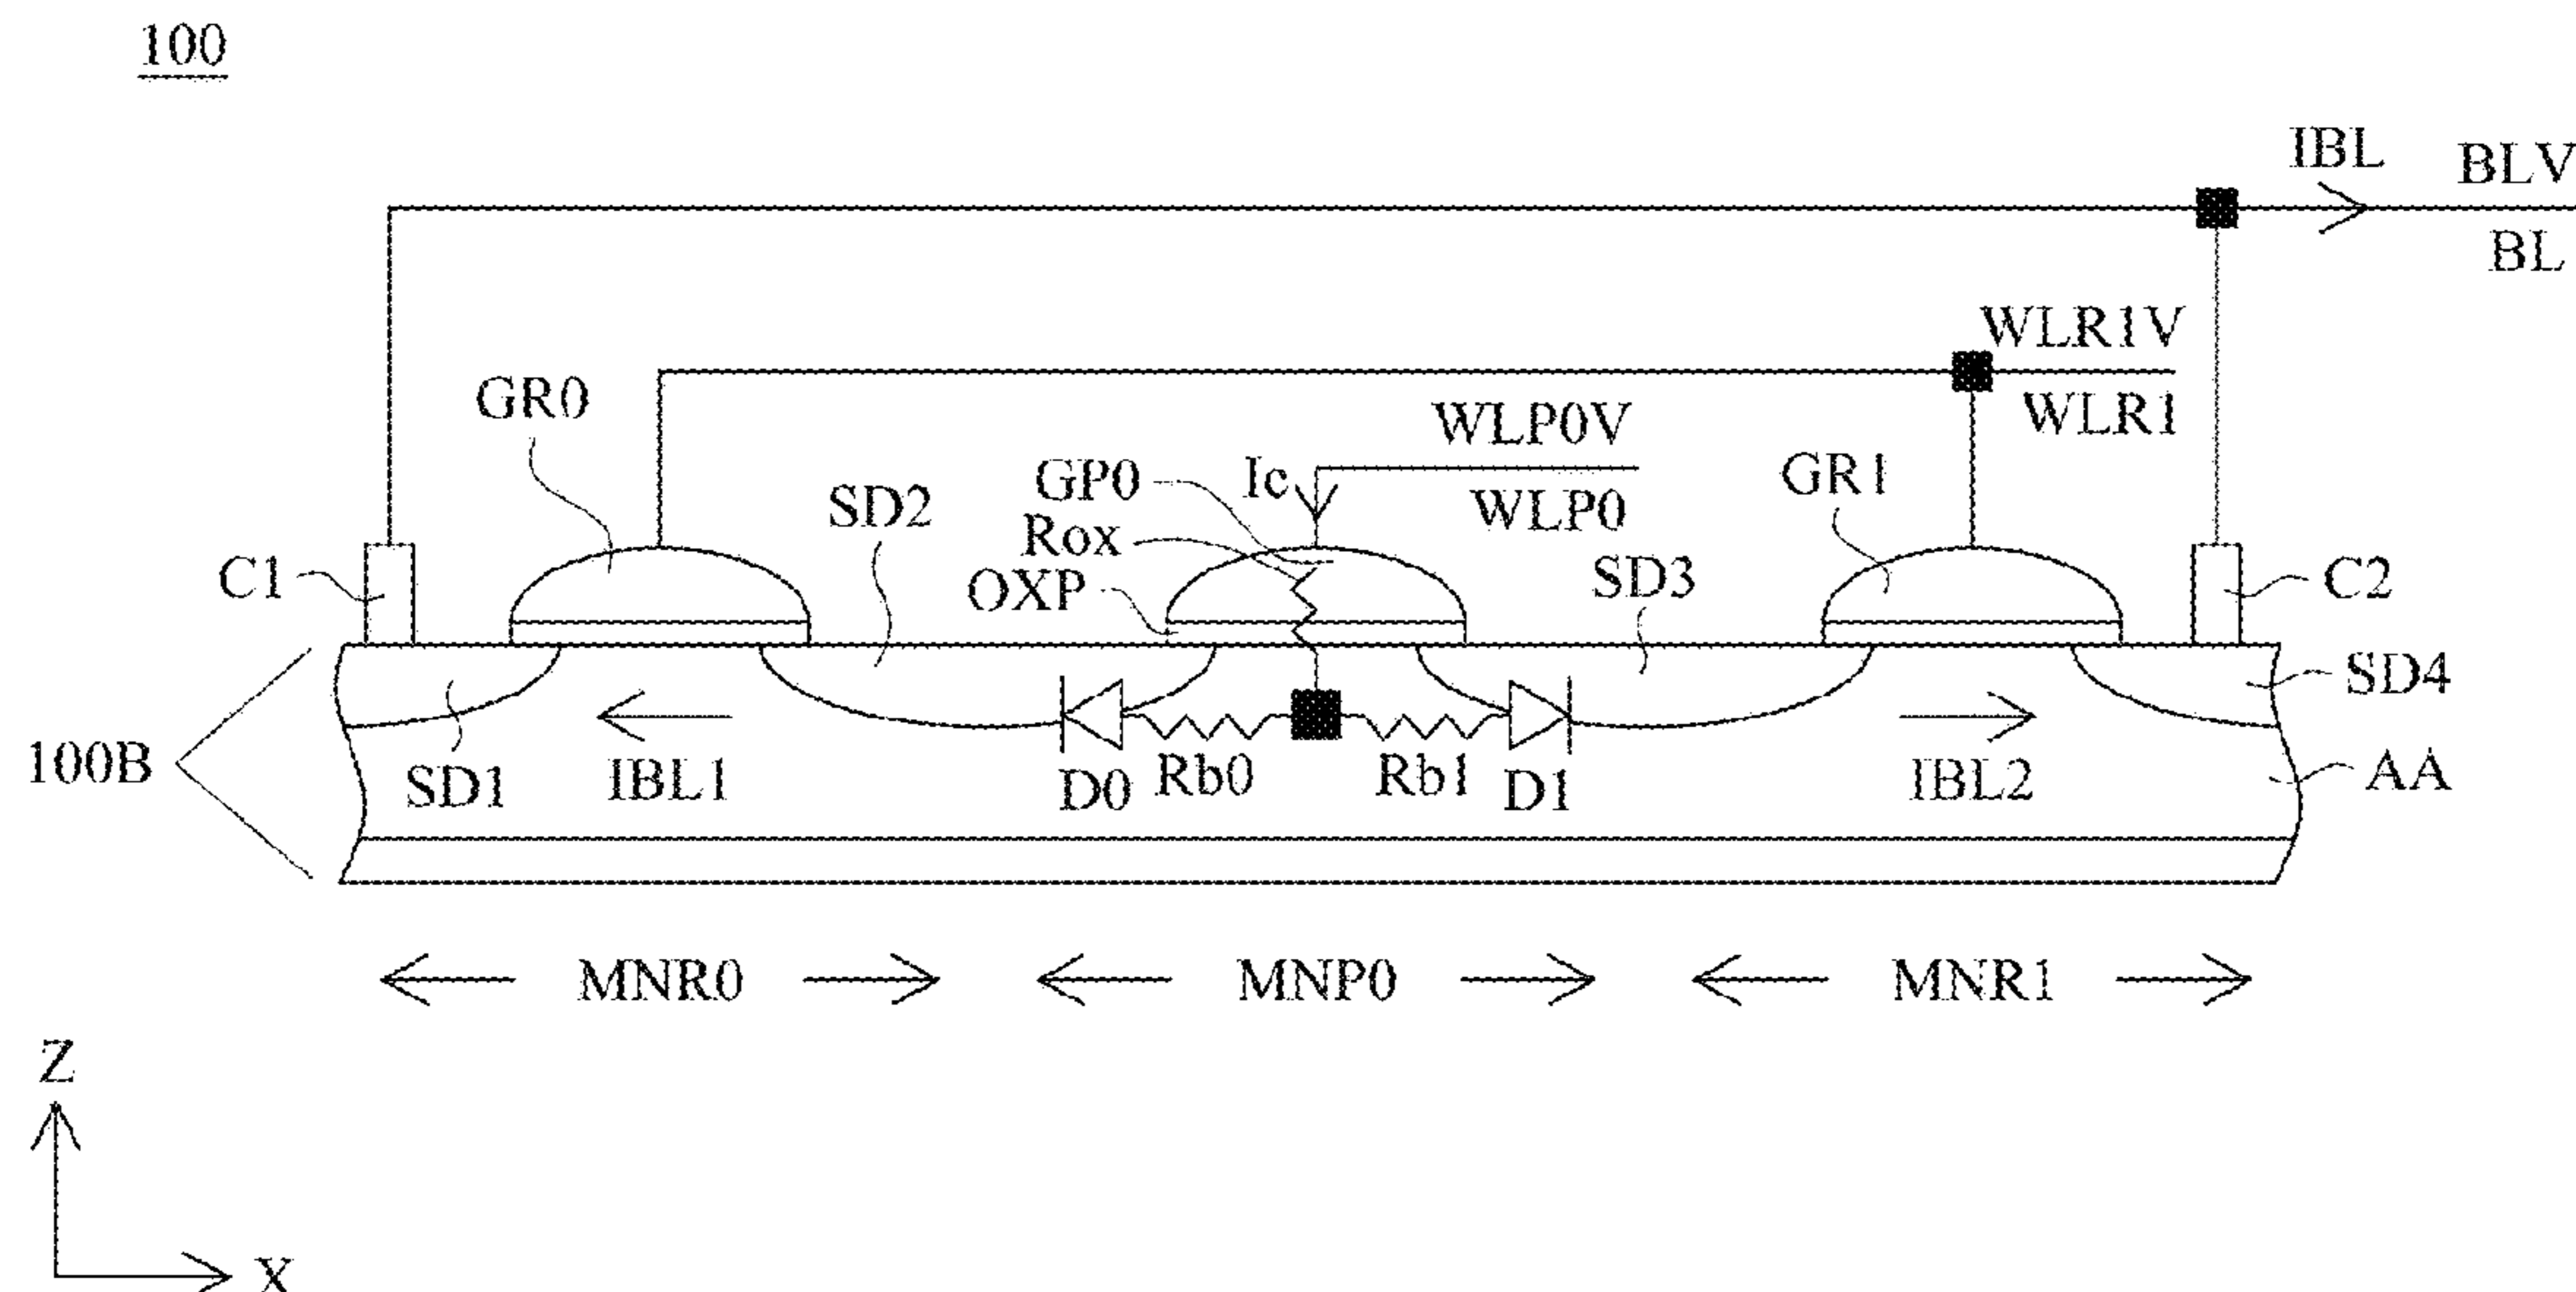 100
IBL
BLV
BL
WLR1V
WLR1
GR0
WLP0V
GP0
Ic
WLP0
GR1
SD2
Rox
C1
OXP
SD3
C2
SD4
100B
SD1
IBL1
D0
Rb0
Rb1
D1
IBL2
AA
MNR0
MNP0
MNR1
Z
X